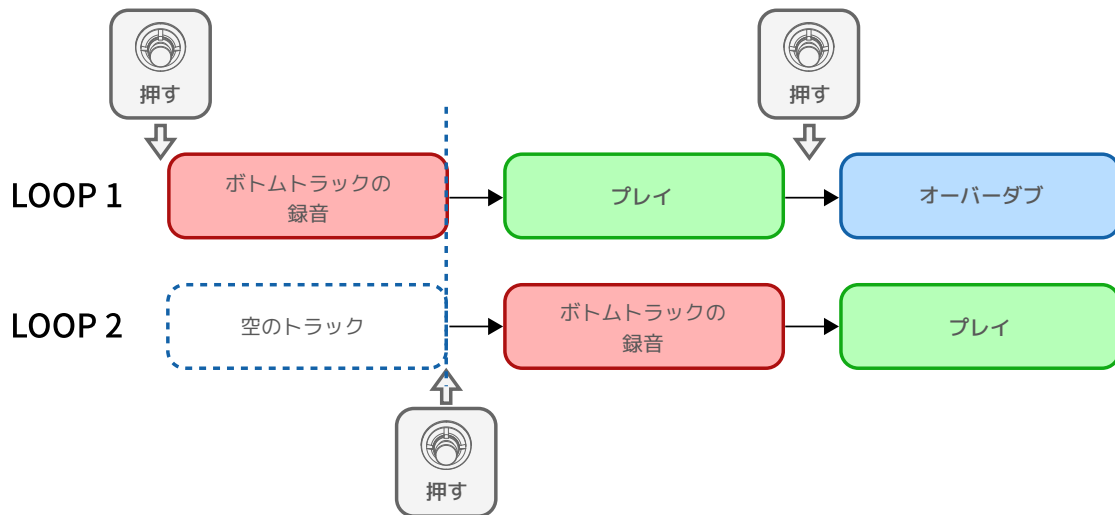 押す
押す
LOOP 1
ボトムトラックの
録音
プレイ
オーバーダブ
LOOP 2
空のトラック
ボトムトラックの
録音
プレイ
押す